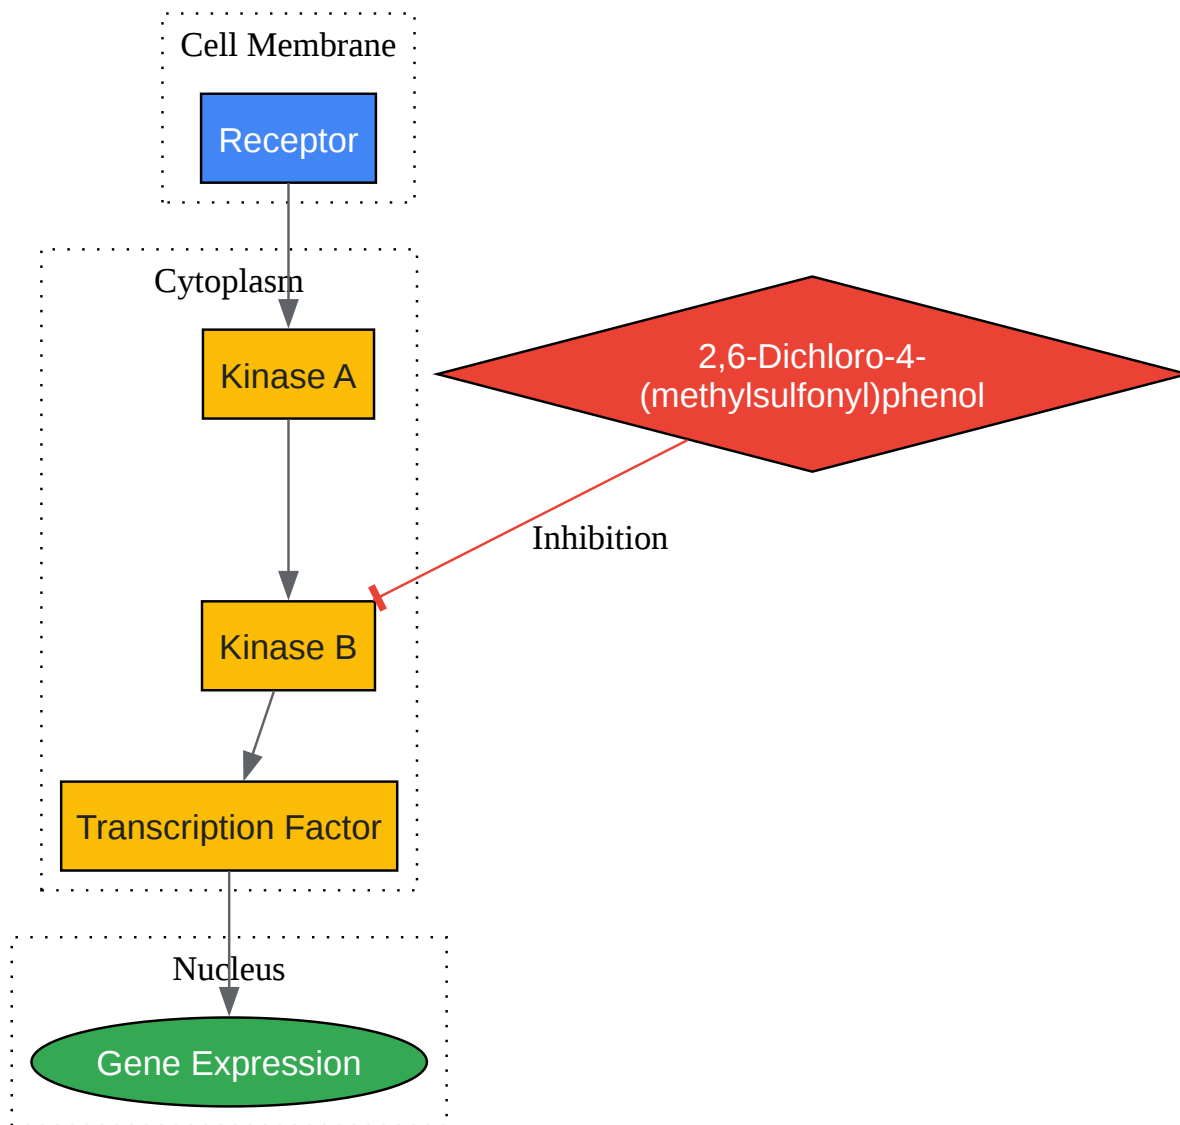 Cell Membrane
Receptor
Cytoplasm
Kinase A
2,6-Dichloro-4-
(methylsulfonyl)phenol
Inhibition
Kinase B
Transcription Factor
Nucleus
Gene Expression